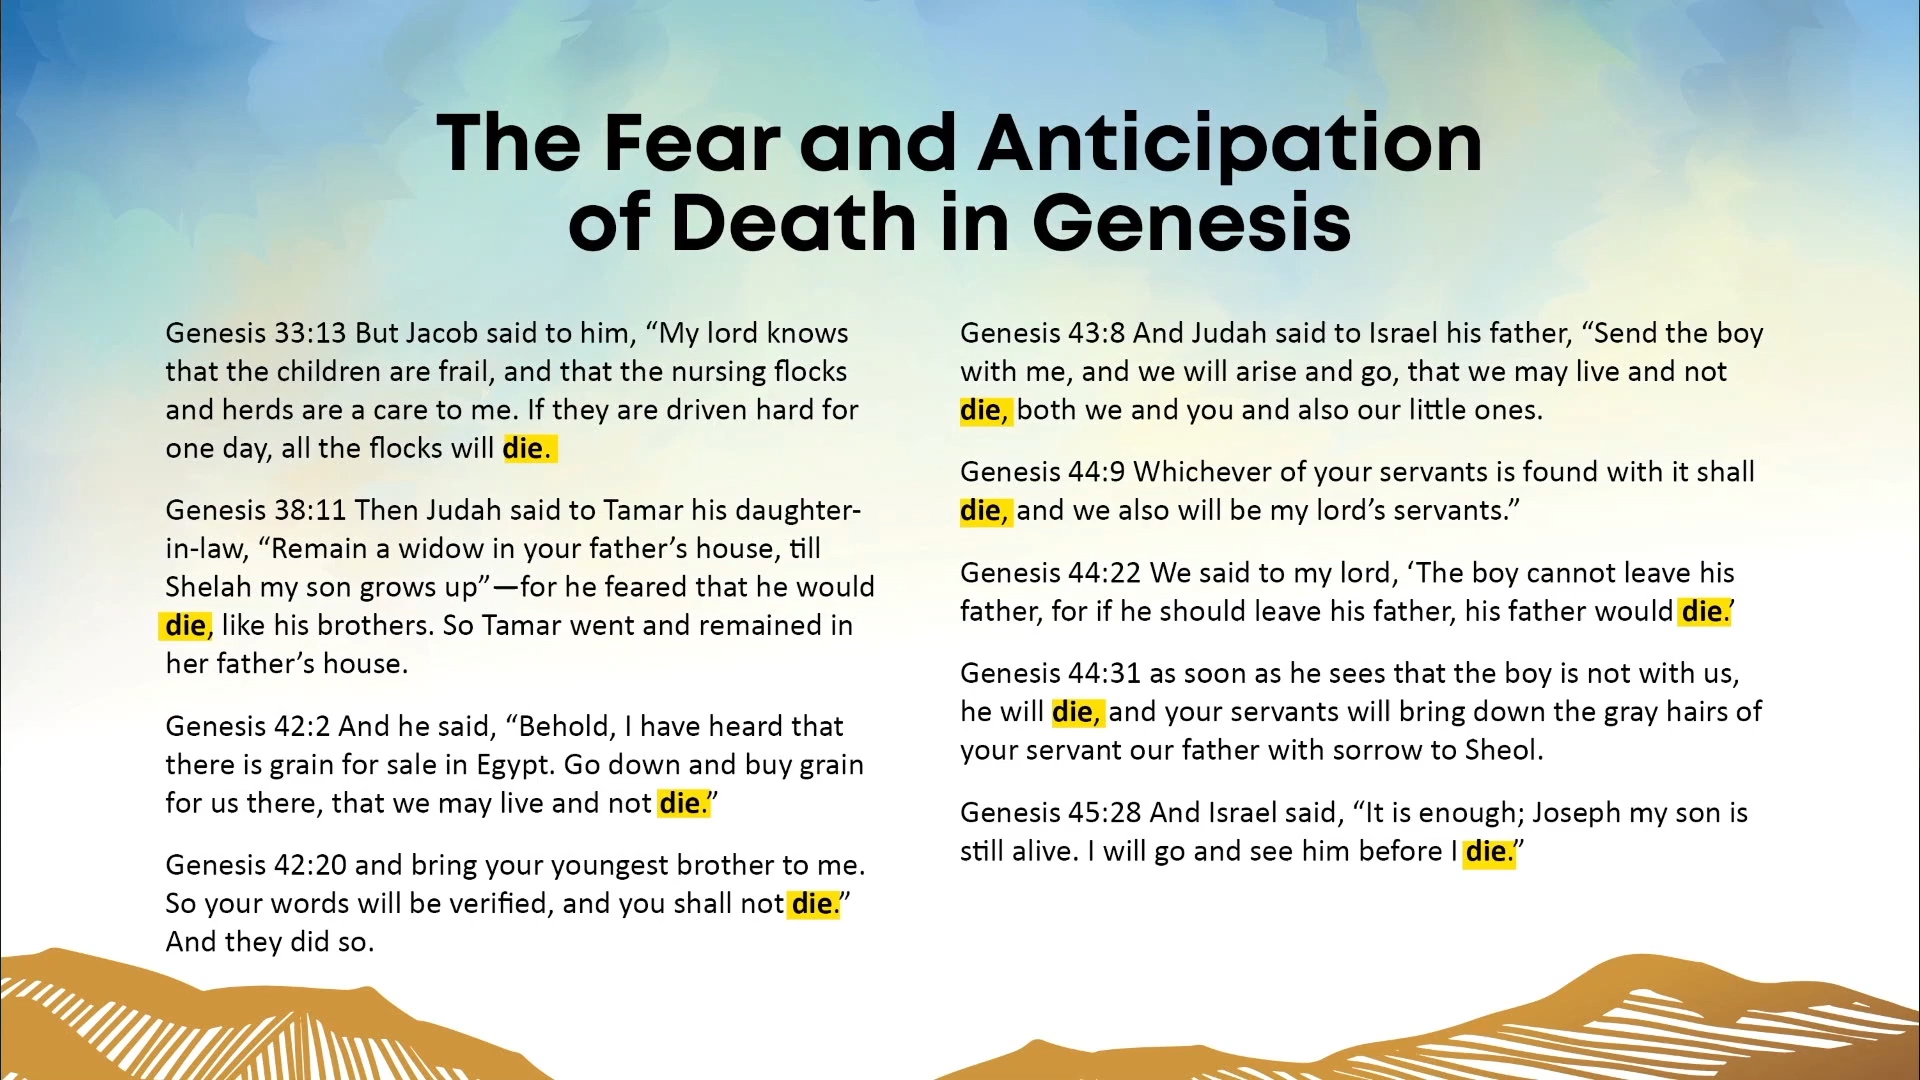 The Fear and Anticipation
of Death in Genesis
Genesis 33:13 But Jacob said to him, “My lord knows
that the children are frail, and that the nursing flocks
and herds are a care to me. If they are driven hard for
one day, all the flocks will die.
Genesis 38:11 Then Judah said to Tamar his daughter-
in-law, “Remain a widow in your father’s house, till
Shelah my son grows up”—for he feared that he would
die, like his brothers. So Tamar went and remained in
her father’s house.
Genesis 42:2 And he said, “Behold, I have heard that
there is grain for sale in Egypt. Go down and buy grain
for us there, that we may live and not die.”
Genesis 42:20 and bring your youngest brother to me.
So your words will be verified, and you shall not die.”
And they did so.
Genesis 43:8 And Judah said to Israel his father, “Send the boy
with me, and we will arise and go, that we may live and not
die, both we and you and also our little ones.
Genesis 44:9 Whichever of your servants is found with it shall
die, and we also will be my lord’s servants.”
Genesis 44:22 We said to my lord, ‘The boy cannot leave his
father, for if he should leave his father, his father would die.’
Genesis 44:31 as soon as he sees that the boy is not with us,
he will die, and your servants will bring down the gray hairs of
your servant our father with sorrow to Sheol.
Genesis 45:28 And Israel said, “It is enough; Joseph my son is
still alive. I will go and see him before I die.”